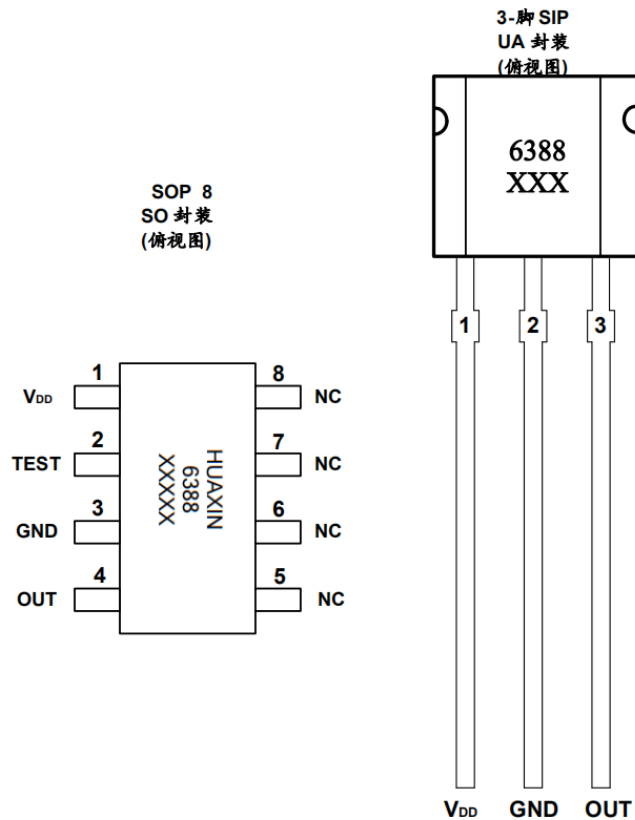 3-脚 SIP
UA 封装
(俯视图)
6388
XXX
1
2
3
VDD
GND
OUT
SOP 8
SO 封装
(俯视图)
1
VDD
2
TEST
3
GND
4
OUT
8
NC
7
NC
6
NC
5
NC
HUAXIN
6388
XXXXX